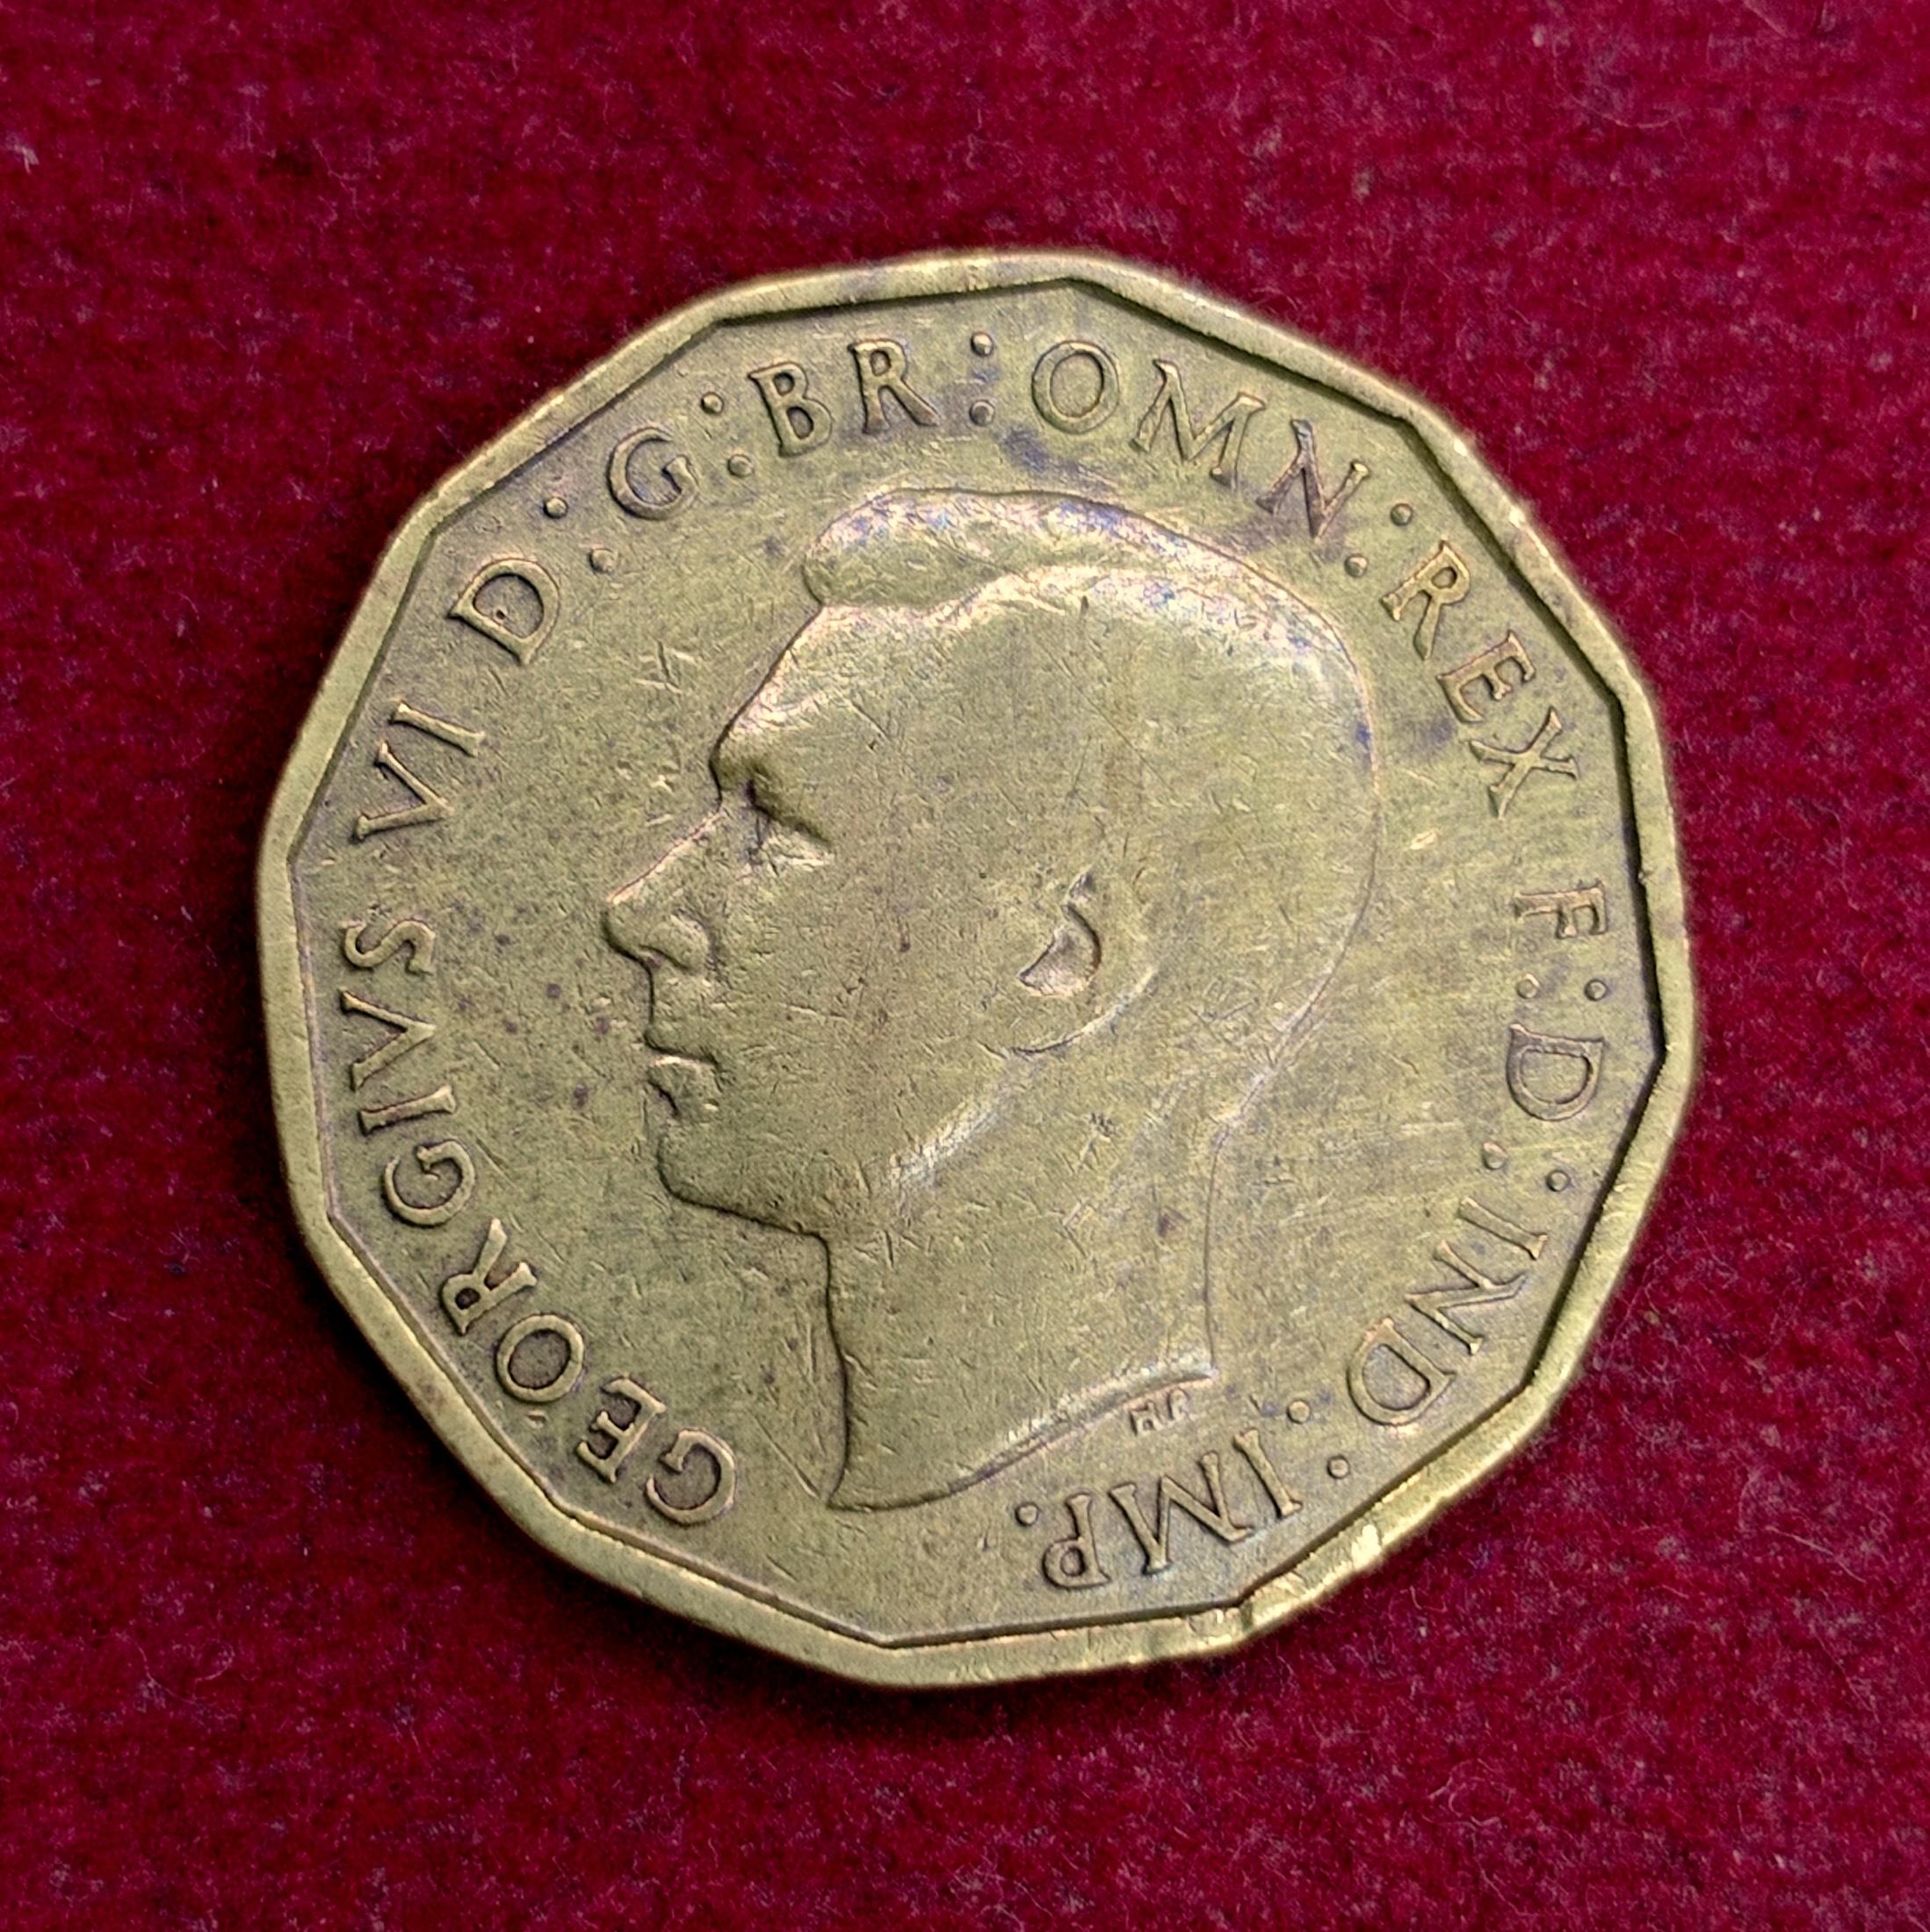 GEORGIVS VI D:G:BR:OMN:REX F:D:IND:IMP.
HP